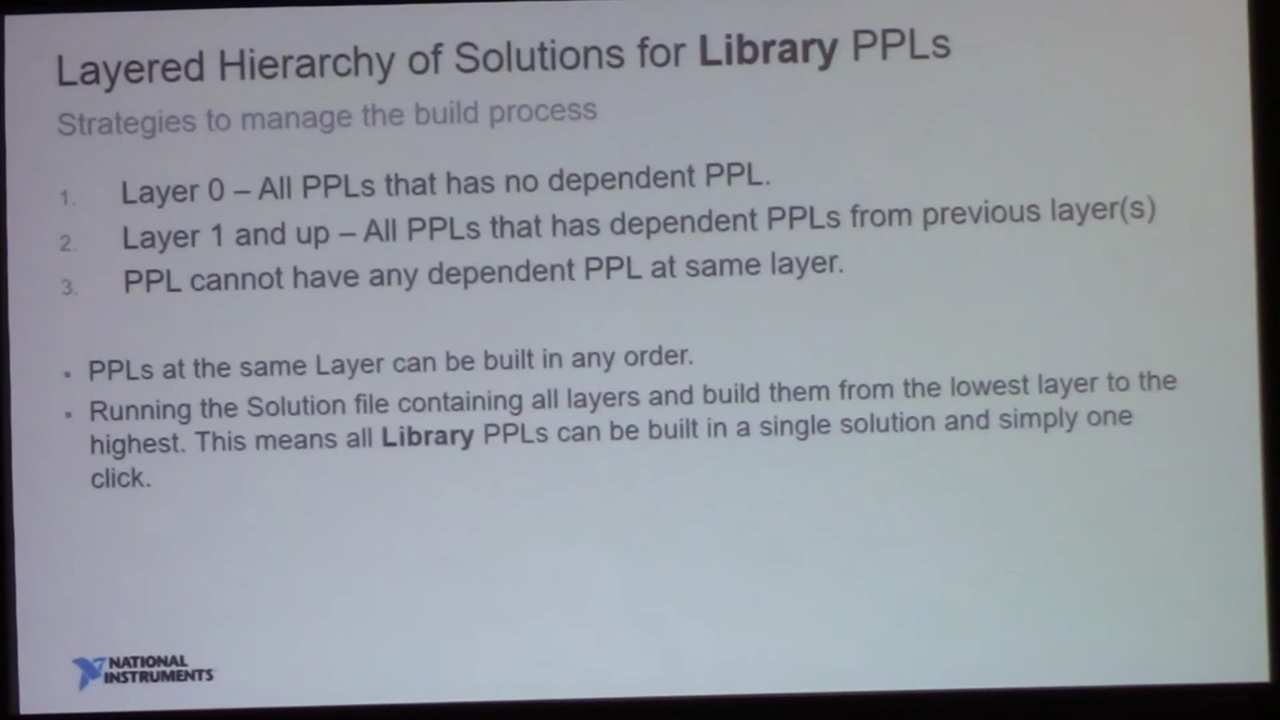 Layered Hierarchy of Solutions for Library PPLs
Strategies to manage the build process
1. Layer 0 – All PPLs that has no dependent PPL.
2. Layer 1 and up – All PPLs that has dependent PPLs from previous layer(s)
3. PPL cannot have any dependent PPL at same layer.
▪ PPLs at the same Layer can be built in any order.
▪ Running the Solution file containing all layers and build them from the lowest layer to the
highest. This means all Library PPLs can be built in a single solution and simply one
click.
NATIONAL
INSTRUMENTS